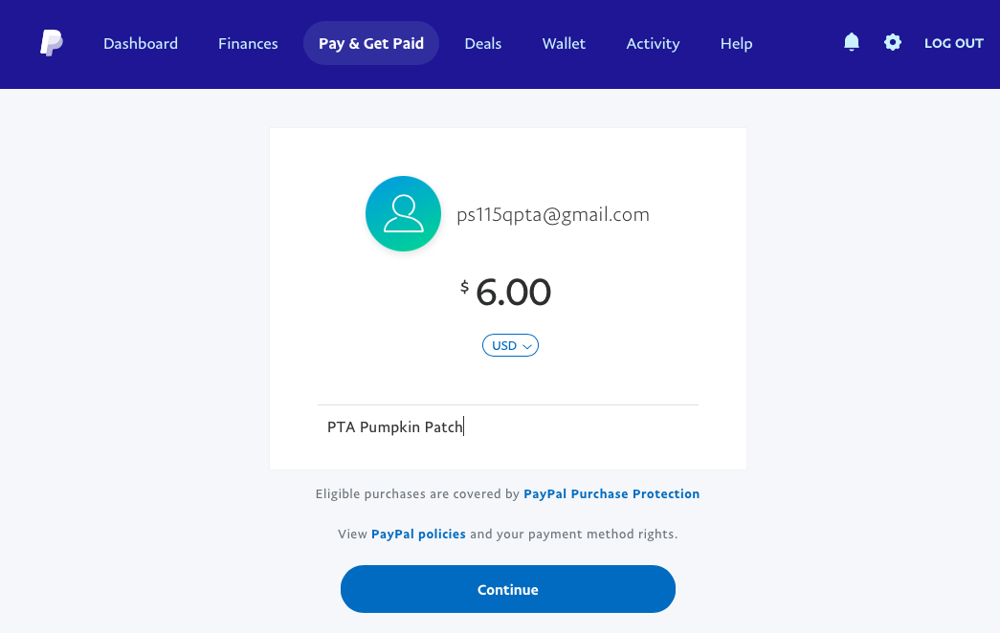 Dashboard Finances Pay & Get Paid Deals Wallet Activity Help LOG OUT
ps115qpta@gmail.com
$ 6.00
USD
PTA Pumpkin Patch
Eligible purchases are covered by PayPal Purchase Protection
View PayPal policies and your payment method rights.
Continue